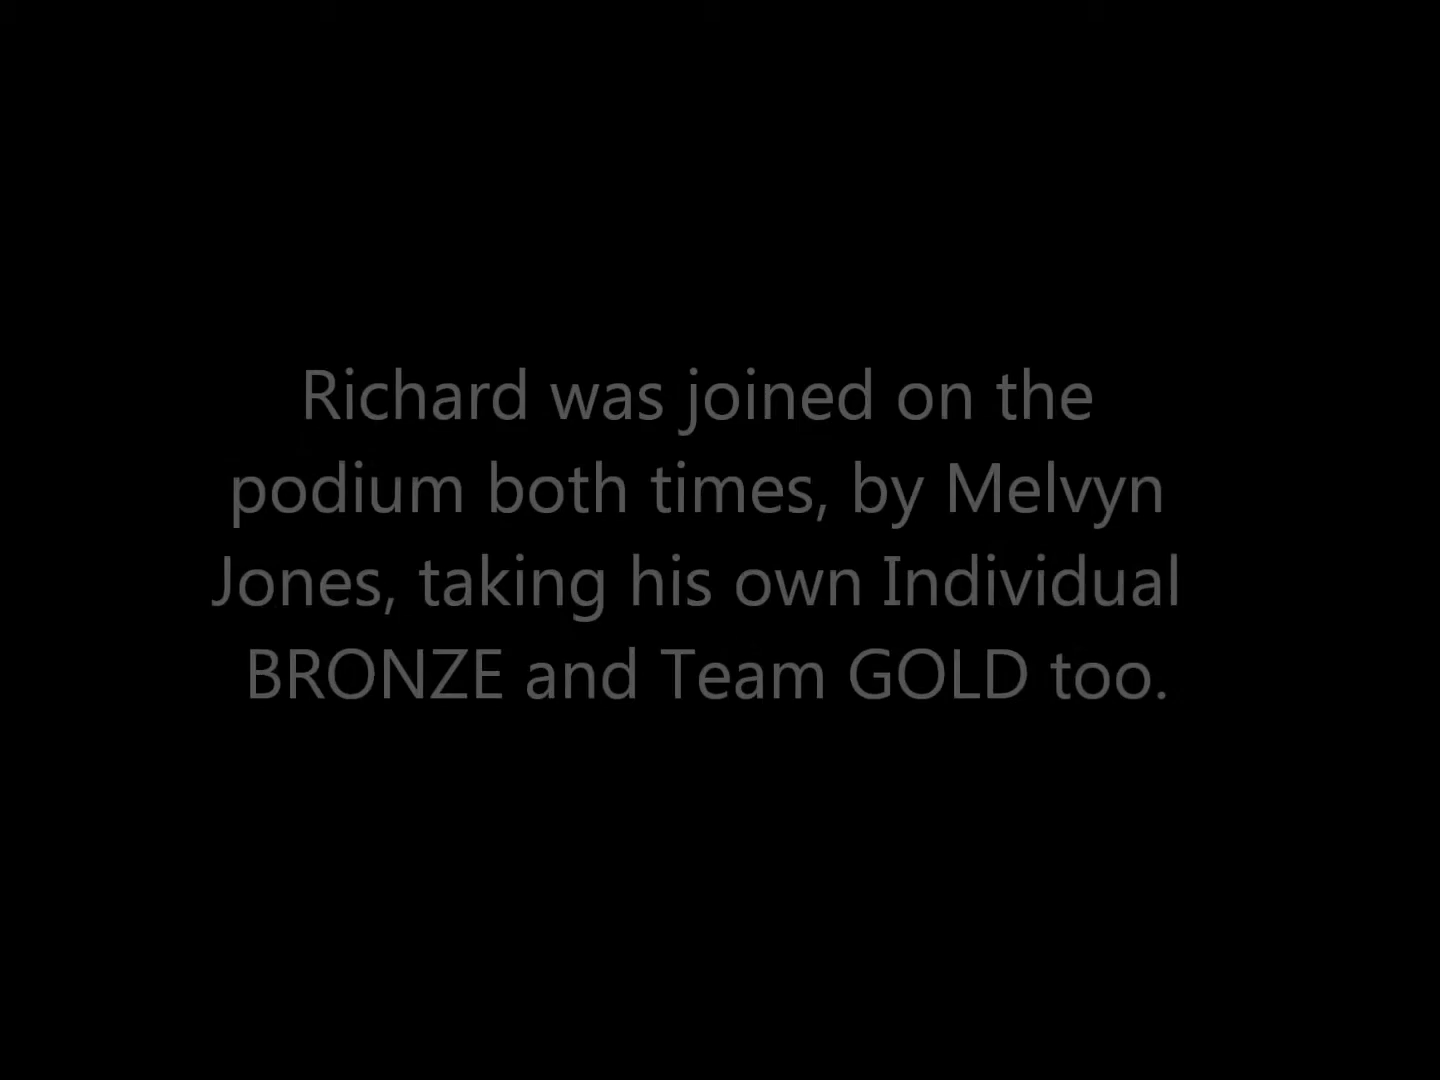 Richard was joined on the
podium both times, by Melvyn
Jones, taking his own Individual
BRONZE and Team GOLD too.